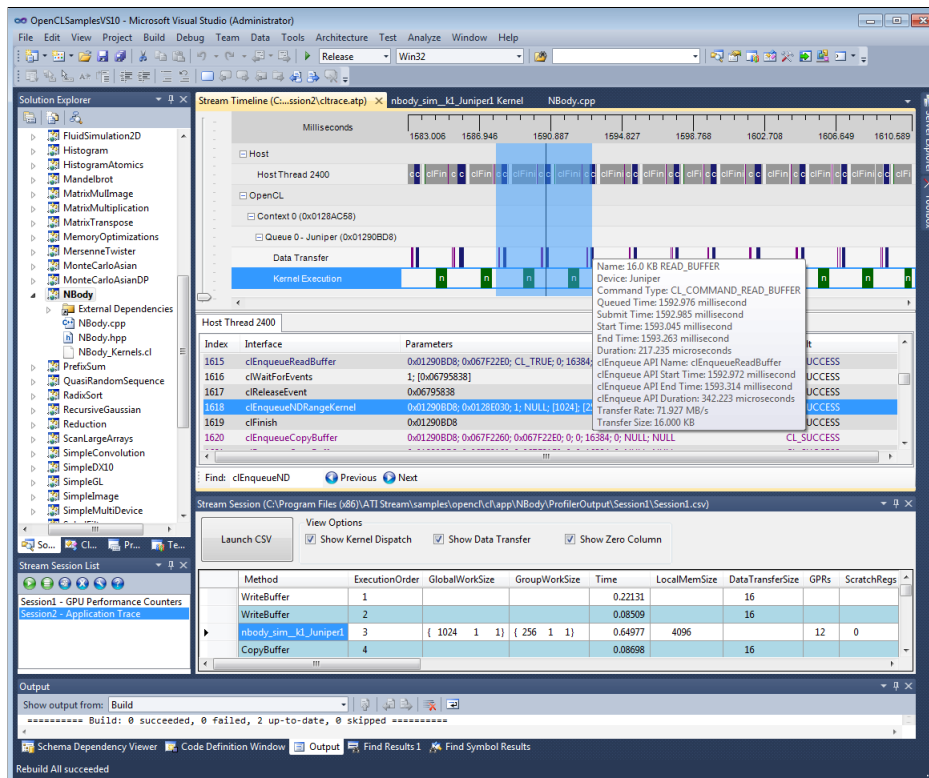 OpenCLSamplesVS10 - Microsoft Visual Studio (Administrator)
File Edit View Project Build Debug Team Data Tools Architecture Test Analyze Window Help
Release Win32
Solution Explorer
FluidSimulation2D
Histogram
HistogramAtomics
Mandelbrot
MatrixMulImage
MatrixMultiplication
MatrixTranspose
MemoryOptimizations
MersenneTwister
MonteCarloAsian
MonteCarloAsianDP
NBody
External Dependencies
NBody.cpp
NBody.hpp
NBody_Kernels.cl
PrefixSum
QuasiRandomSequence
RadixSort
RecursiveGaussian
Reduction
ScanLargeArrays
SimpleConvolution
SimpleDX10
SimpleGL
SimpleImage
SimpleMultiDevice
So... Cl... Pr... Te...
Stream Session List
Session1 - GPU Performance Counters
Session2 - Application Trace
Stream Timeline (C:...ssion2\cltrace.atp) nbody_sim__k1_Juniper1 Kernel NBody.cpp
Milliseconds
1583.006 1586.946 1590.887 1594.827 1598.768 1602.708 1606.649 1610.589
Host
Host Thread 2400
OpenCL
Context 0 (0x0128AC58)
Queue 0 - Juniper (0x01290BD8)
Data Transfer
Kernel Execution n n n n n n
Name: 16.0 KB READ_BUFFER
Device: Juniper
Command Type: CL_COMMAND_READ_BUFFER
Queued Time: 1592.976 millisecond
Submit Time: 1592.985 millisecond
Start Time: 1593.045 millisecond
End Time: 1593.263 millisecond
Duration: 217.235 microseconds
clEnqueue API Name: clEnqueueReadBuffer
clEnqueue API Start Time: 1592.972 millisecond
clEnqueue API End Time: 1593.314 millisecond
clEnqueue API Duration: 342.223 microseconds
Transfer Rate: 71.927 MB/s
Transfer Size: 16.000 KB
Host Thread 2400
Index Interface Parameters
1615 clEnqueueReadBuffer 0x01290BD8; 0x067F22E0; CL_TRUE; 0; 16384; UCCESS
1616 clWaitForEvents 1; [0x06795838] UCCESS
1617 clReleaseEvent 0x06795838 UCCESS
1618 clEnqueueNDRangeKernel 0x01290BD8; 0x0128E030; 1; NULL; [1024]; UCCESS
1619 clFinish 0x01290BD8 UCCESS
1620 clEnqueueCopyBuffer 0x01290BD8; 0x067F2260; 0x067F22E0; 0; 0; 16384; 0; NULL; NULL CL_SUCCESS
Find: clEnqueueND Previous Next
Stream Session (C:\Program Files (x86)\ATI Stream\samples\opencl\cl\app\NBody\ProfilerOutput\Session1\Session1.csv)
Launch CSV
View Options
Show Kernel Dispatch Show Data Transfer Show Zero Column
Method ExecutionOrder GlobalWorkSize GroupWorkSize Time LocalMemSize DataTransferSize GPRs ScratchRegs
WriteBuffer 1 0.22131 16
WriteBuffer 2 0.08509 16
nbody_sim__k1_Juniper1 3 { 1024 1 1} { 256 1 1} 0.64977 4096 12 0
CopyBuffer 4 0.08698 16
Output
Show output from: Build
========== Build: 0 succeeded, 0 failed, 2 up-to-date, 0 skipped ==========
Schema Dependency Viewer Code Definition Window Output Find Results 1 Find Symbol Results
Rebuild All succeeded